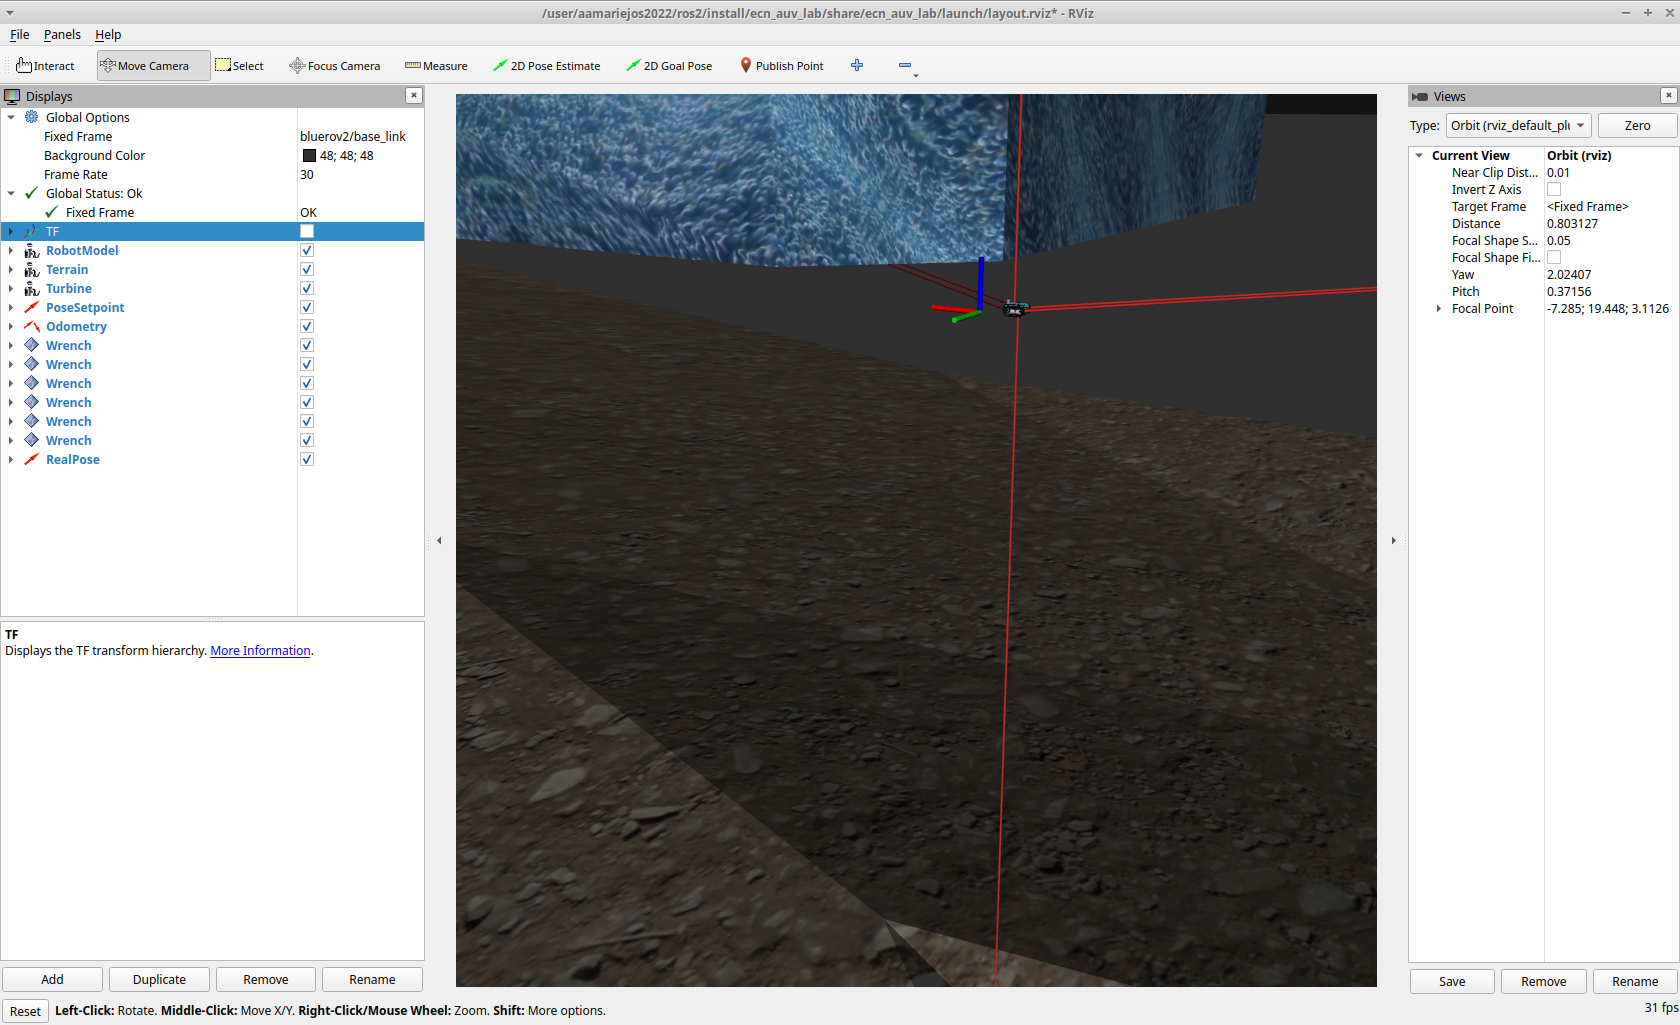 /user/aamariejos2022/ros2/install/ecn_auv_lab/share/ecn_auv_lab/launch/layout.rviz* - RViz
File Panels Help
Interact Move Camera Select Focus Camera Measure 2D Pose Estimate 2D Goal Pose Publish Point
Displays
Global Options
Fixed Frame bluerov2/base_link
Background Color 48; 48; 48
Frame Rate 30
Global Status: Ok
Fixed Frame OK
TF
RobotModel
Terrain
Turbine
PoseSetpoint
Odometry
Wrench
Wrench
Wrench
Wrench
Wrench
Wrench
RealPose
TF
Displays the TF transform hierarchy. More Information.
Add Duplicate Remove Rename
Reset Left-Click: Rotate. Middle-Click: Move X/Y. Right-Click/Mouse Wheel: Zoom. Shift: More options.
Views
Type: Orbit (rviz_default_plu Zero
Current View Orbit (rviz)
Near Clip Dist... 0.01
Invert Z Axis
Target Frame <Fixed Frame>
Distance 0.803127
Focal Shape S... 0.05
Focal Shape Fi...
Yaw 2.02407
Pitch 0.37156
Focal Point -7.285; 19.448; 3.1126
Save Remove Rename
31 fps